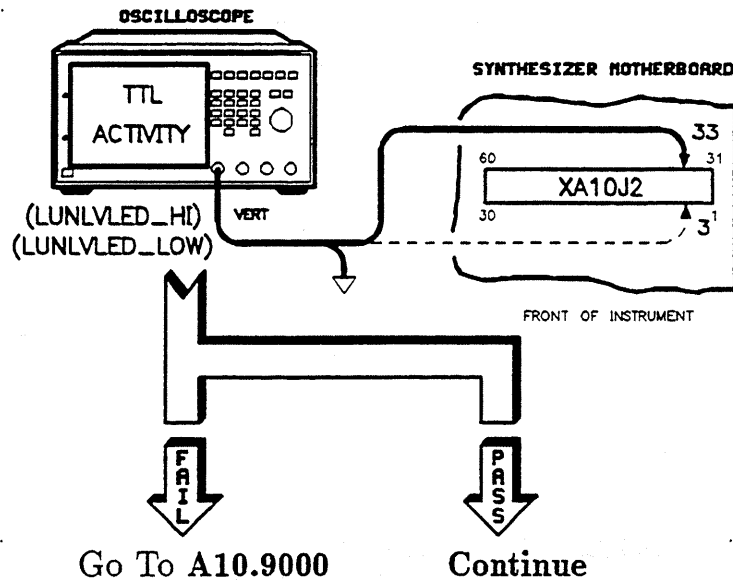 OSCILLOSCOPE
TTL
ACTIVITY
(LUNLVLED_HI)
(LUNLVLED_LOW)
VERT
SYNTHESIZER MOTHERBOARD
33
60
31
XA10J2
30
3
1
FRONT OF INSTRUMENT
FAIL
PASS
Go To A10.9000
Continue